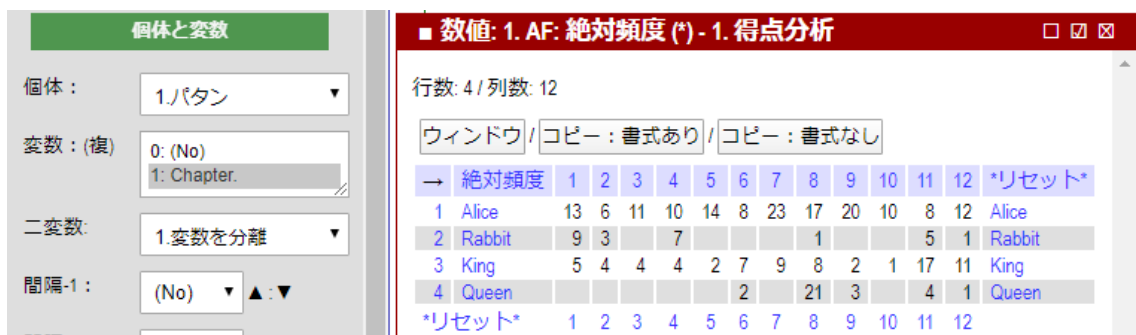 個体と変数
個体：
1.パタン ▼
変数：(複)
0: (No)
1: Chapter.
二変数:
1.変数を分離 ▼
間隔-1：
(No) ▼ ▲:▼
■ 数値: 1. AF: 絶対頻度 (*) - 1. 得点分析 □ ☑ ☒
行数: 4 / 列数: 12
ウィンドウ / コピー：書式あり / コピー：書式なし
→ 絶対頻度 1 2 3 4 5 6 7 8 9 10 11 12 *リセット*
1 Alice 13 6 11 10 14 8 23 17 20 10 8 12 Alice
2 Rabbit 9 3 7 1 5 1 Rabbit
3 King 5 4 4 4 2 7 9 8 2 1 17 11 King
4 Queen 2 21 3 4 1 Queen
*リセット* 1 2 3 4 5 6 7 8 9 10 11 12